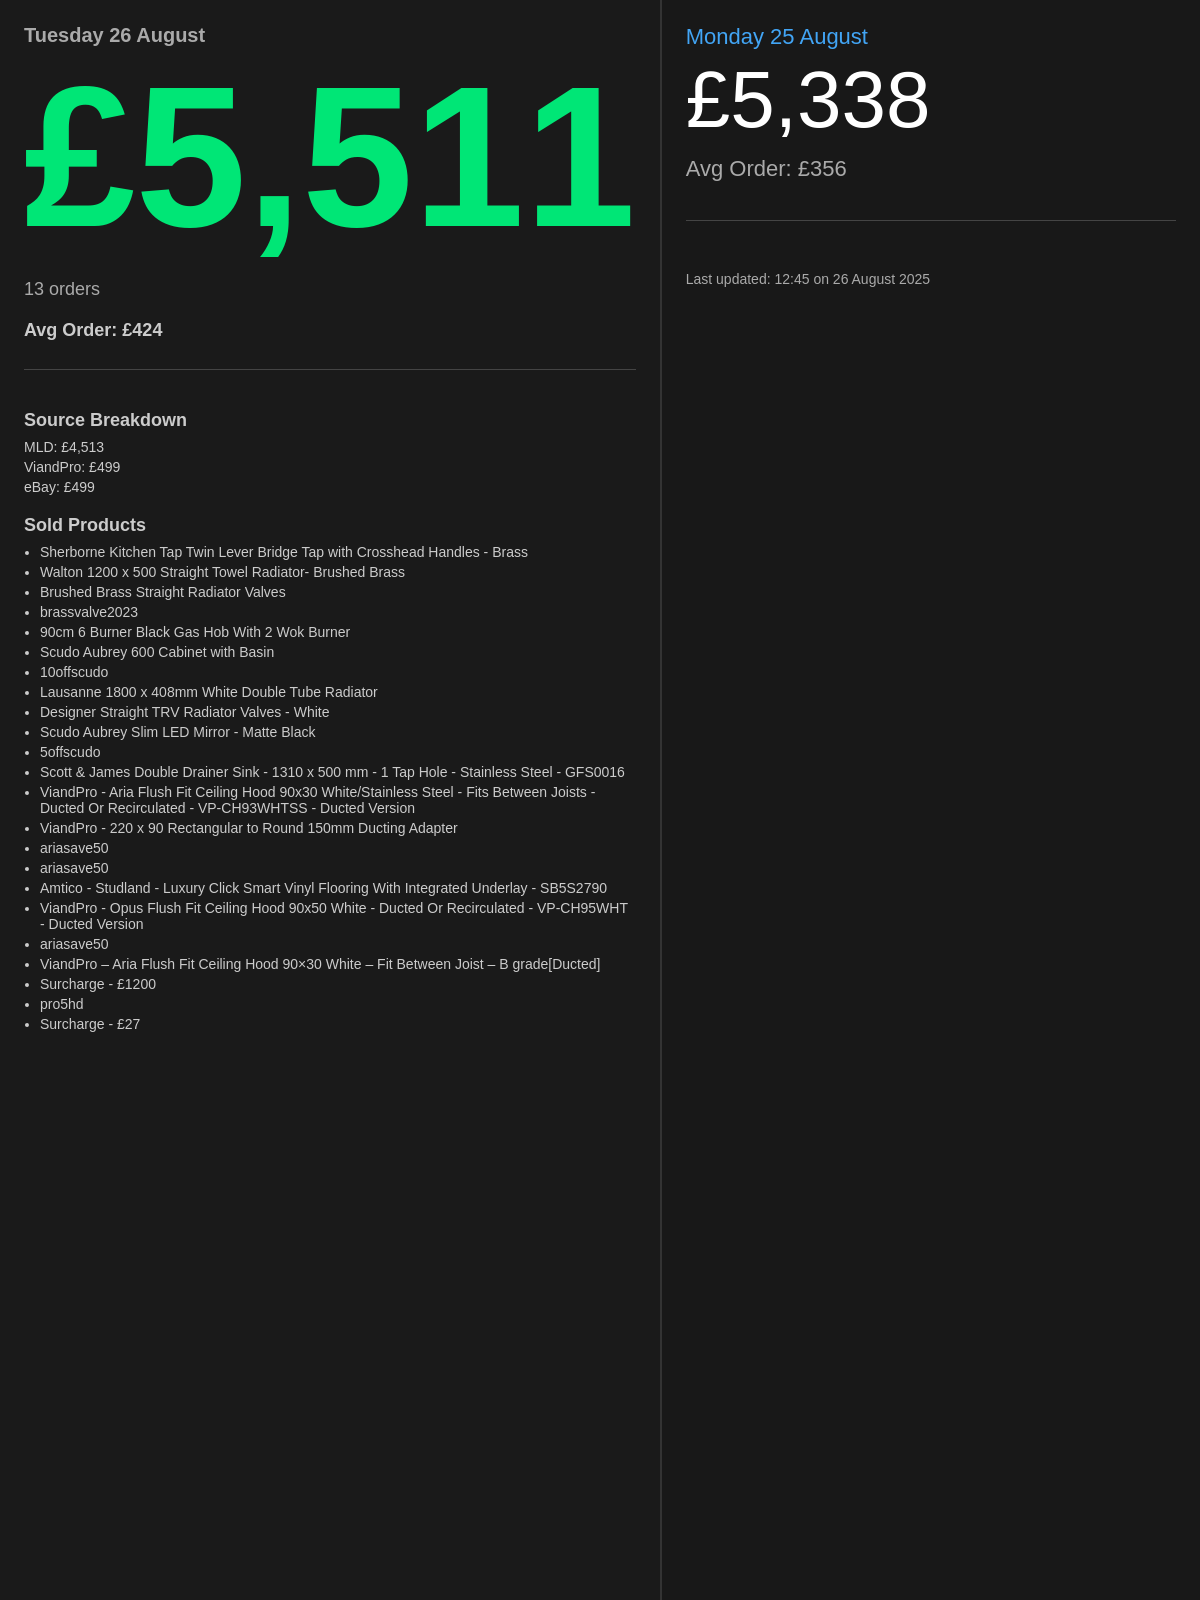 Tuesday 26 August
£5,511
13 orders
Avg Order: £424
Source Breakdown
MLD: £4,513
ViandPro: £499
eBay: £499
Sold Products
• Sherborne Kitchen Tap Twin Lever Bridge Tap with Crosshead Handles - Brass
• Walton 1200 x 500 Straight Towel Radiator- Brushed Brass
• Brushed Brass Straight Radiator Valves
• brassvalve2023
• 90cm 6 Burner Black Gas Hob With 2 Wok Burner
• Scudo Aubrey 600 Cabinet with Basin
• 10offscudo
• Lausanne 1800 x 408mm White Double Tube Radiator
• Designer Straight TRV Radiator Valves - White
• Scudo Aubrey Slim LED Mirror - Matte Black
• 5offscudo
• Scott & James Double Drainer Sink - 1310 x 500 mm - 1 Tap Hole - Stainless Steel - GFS0016
• ViandPro - Aria Flush Fit Ceiling Hood 90x30 White/Stainless Steel - Fits Between Joists -
Ducted Or Recirculated - VP-CH93WHTSS - Ducted Version
• ViandPro - 220 x 90 Rectangular to Round 150mm Ducting Adapter
• ariasave50
• ariasave50
• Amtico - Studland - Luxury Click Smart Vinyl Flooring With Integrated Underlay - SB5S2790
• ViandPro - Opus Flush Fit Ceiling Hood 90x50 White - Ducted Or Recirculated - VP-CH95WHT
- Ducted Version
• ariasave50
• ViandPro – Aria Flush Fit Ceiling Hood 90×30 White – Fit Between Joist – B grade[Ducted]
• Surcharge - £1200
• pro5hd
• Surcharge - £27
Monday 25 August
£5,338
Avg Order: £356
Last updated: 12:45 on 26 August 2025